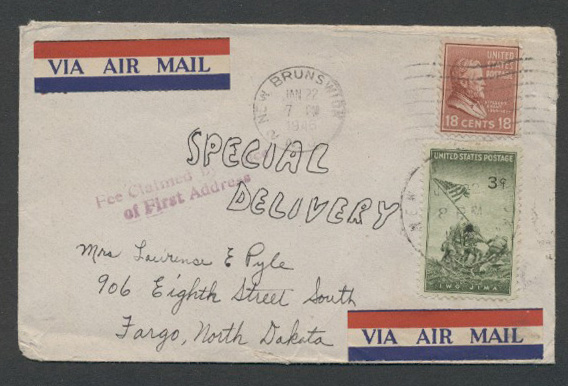 VIA AIR MAIL
NEW BRUNSWICK
JAN 22
7 PM
1946
UNITED STATES POSTAGE
18 CENTS 18
SPECIAL
DELIVERY
Fee Claimed
of First Address
UNITED STATES POSTAGE
3¢
IWO JIMA
NEW
Mrs Lawrence E Pyle
906 Eighth Street South
Fargo, North Dakota
VIA AIR MAIL